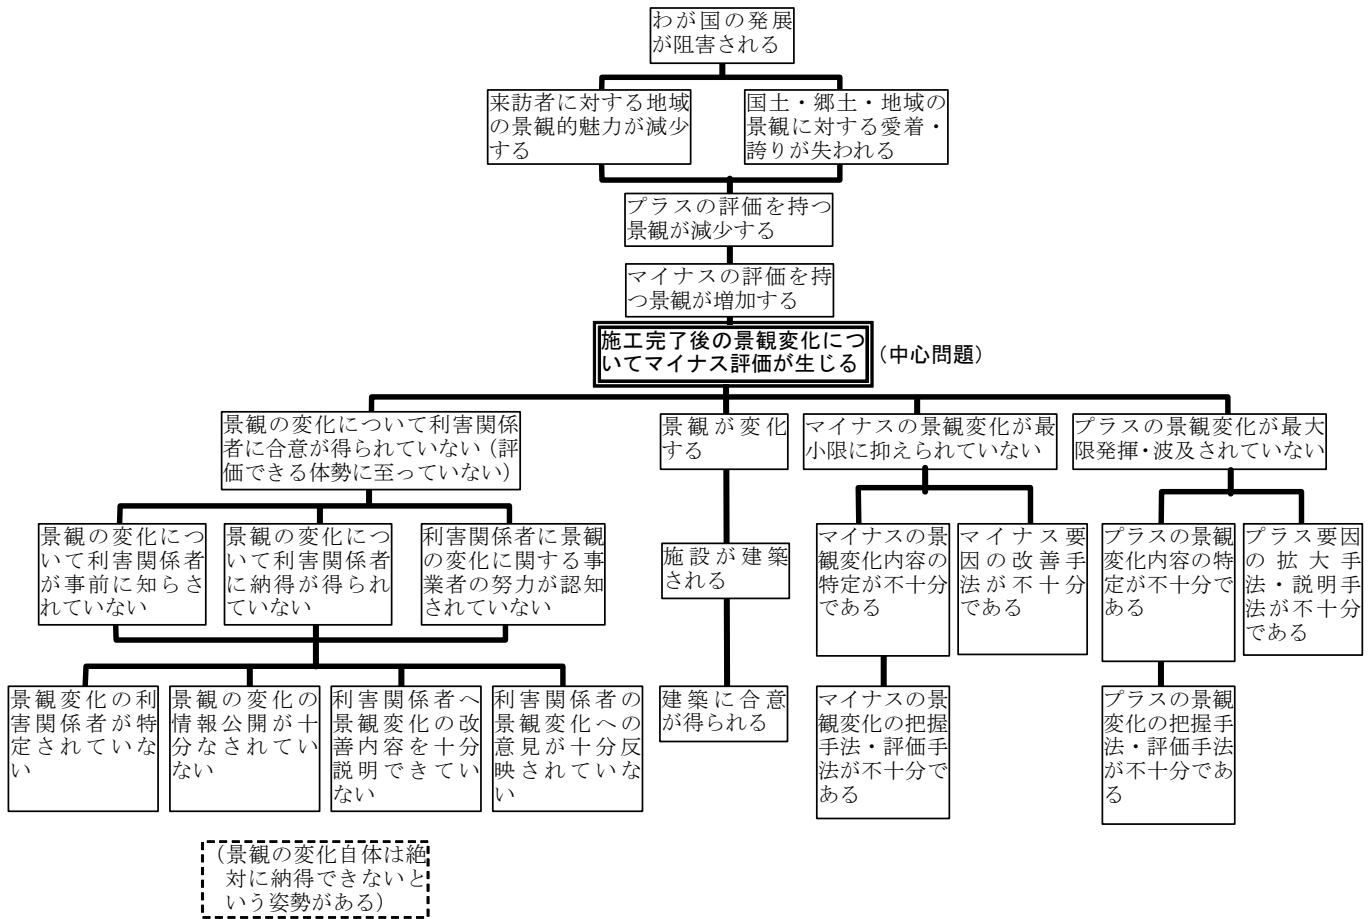 わが国の発展
が阻害される
来訪者に対する地域
の景観的魅力が減少
する
国土・郷土・地域の
景観に対する愛着・
誇りが失われる
プラスの評価を持つ
景観が減少する
マイナスの評価を持
つ景観が増加する
施工完了後の景観変化につ
いてマイナス評価が生じる
（中心問題）
景観の変化について利害関係
者に合意が得られていない（評
価できる体勢に至っていない）
景観が変化
する
マイナスの景観変化が最
小限に抑えられていない
プラスの景観変化が最大
限発揮・波及されていない
景観の変化につ
いて利害関係者
が事前に知らさ
れていない
景観の変化につ
いて利害関係者
に納得が得られ
ていない
利害関係者に景観
の変化に関する事
業者の努力が認知
されていない
施設が建築
される
マイナスの景
観変化内容の
特定が不十分
である
マイナス要
因の改善手
法が不十分
である
プラスの景観
変化内容の特
定が不十分で
ある
プラス要因
の拡大手
法・説明手
法が不十分
である
景観変化の利
害関係者が特
定されていな
い
景観の変化の
情報公開が十
分なされてい
ない
利害関係者へ
景観変化の改
善内容を十分
説明できてい
ない
利害関係者の
景観変化への
意見が十分反
映されていな
い
建築に合意
が得られる
マイナスの景
観変化の把握
手法・評価手
法が不十分で
ある
プラスの景観
変化の把握手
法・評価手法
が不十分であ
る
（景観の変化自体は絶
対に納得できないと
いう姿勢がある）